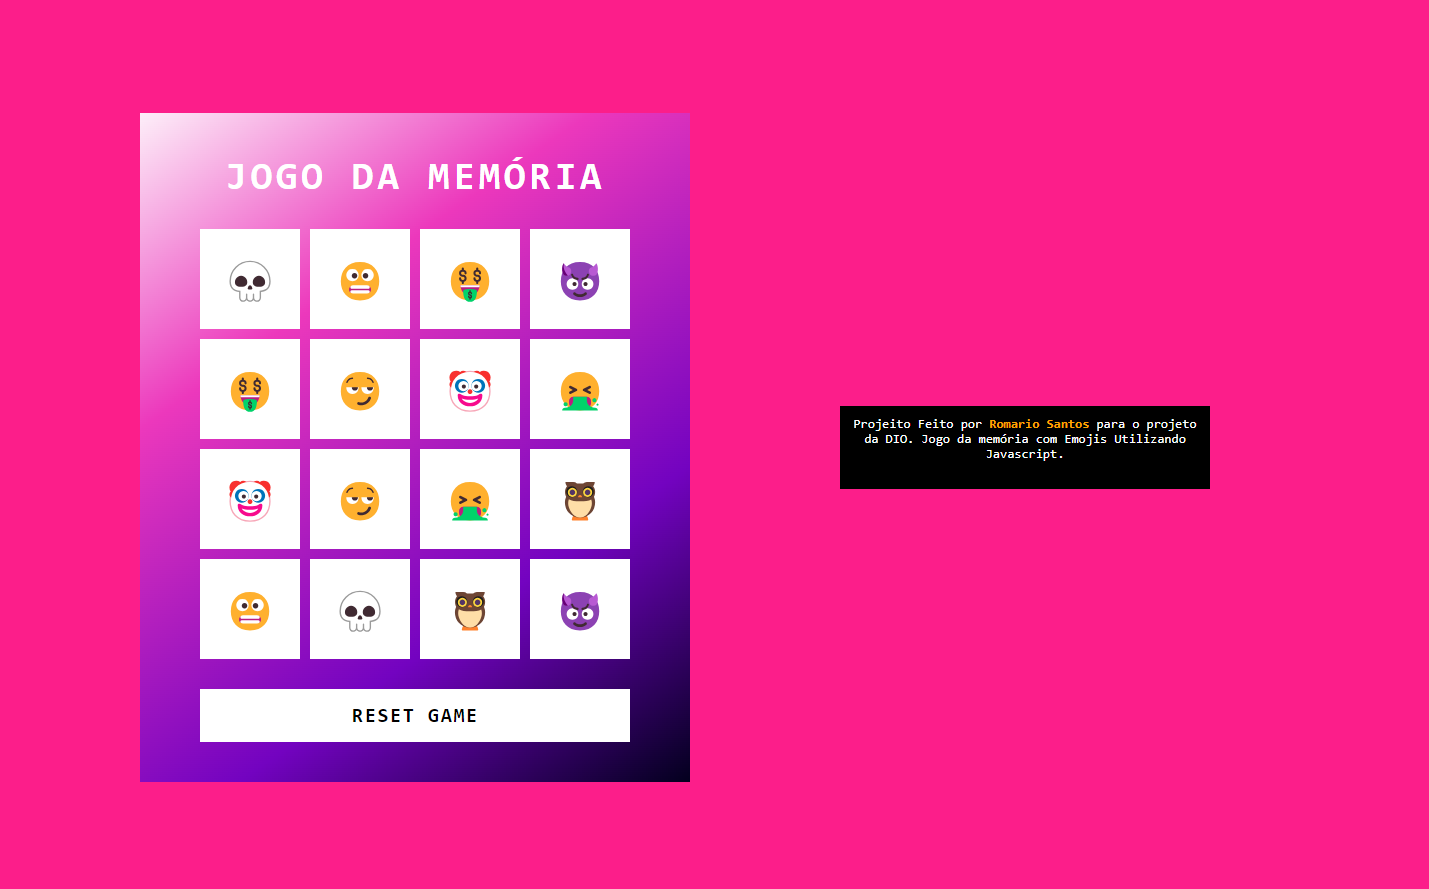 JOGO DA MEMÓRIA
RESET GAME
Projeito Feito por Romario Santos para o projeto
da DIO. Jogo da memória com Emojis Utilizando
Javascript.